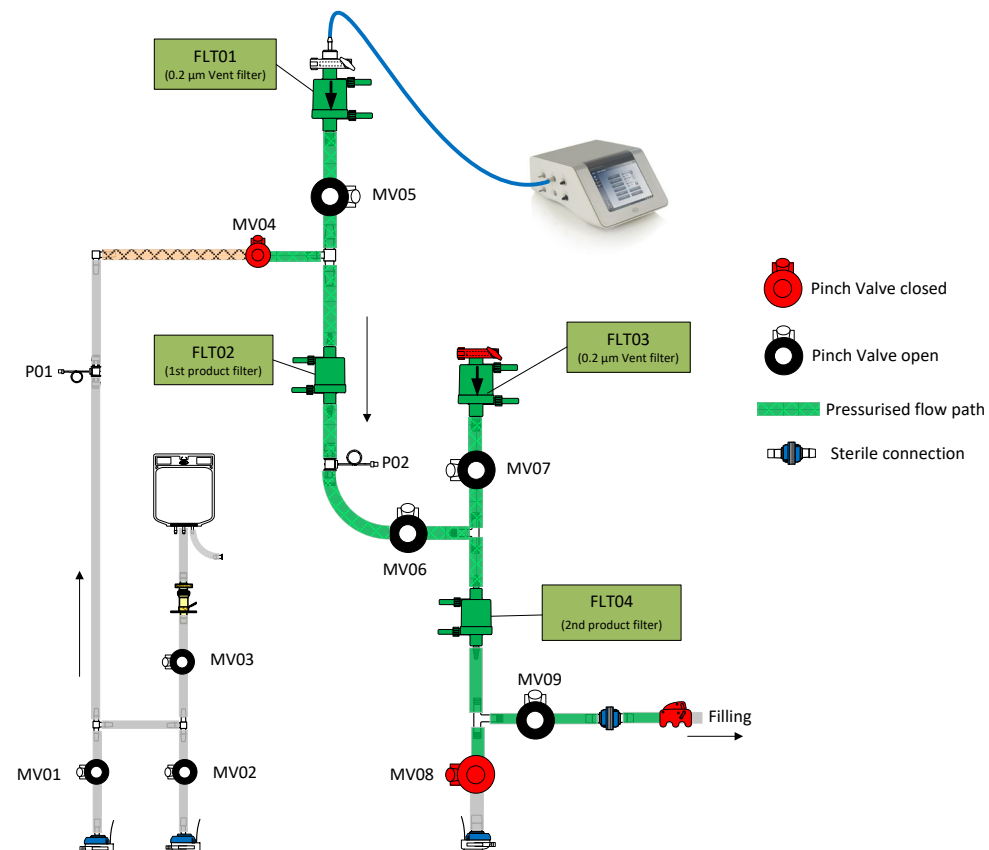 FLT01
(0.2 µm Vent filter)
MV05
MV04
FLT02
(1st product filter)
FLT03
(0.2 µm Vent filter)
P01
P02
MV07
MV06
FLT04
(2nd product filter)
MV03
MV09
Filling
MV01
MV02
MV08
Pinch Valve closed
Pinch Valve open
Pressurised flow path
Sterile connection